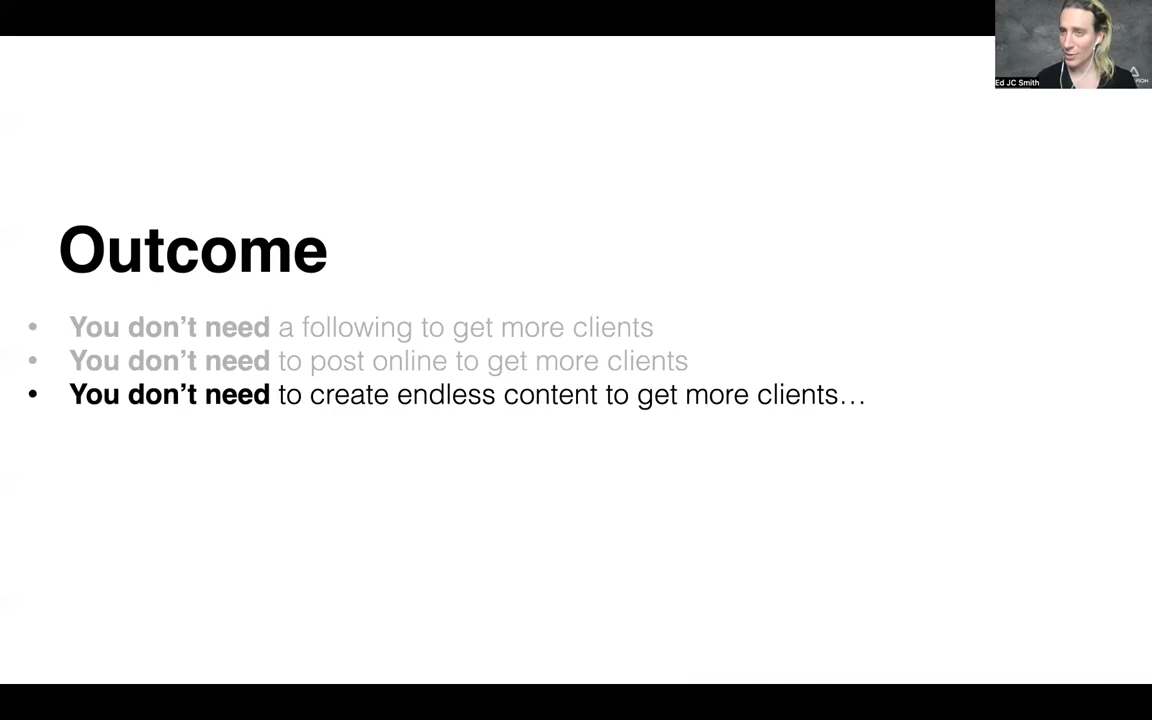 Ed JC Smith
Outcome
• You don't need a following to get more clients
• You don't need to post online to get more clients
• You don't need to create endless content to get more clients…